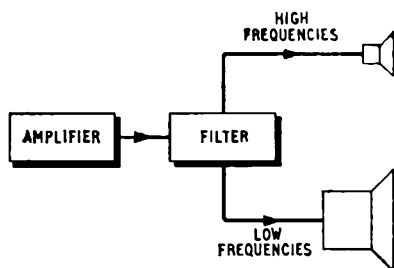 HIGH
FREQUENCIES
AMPLIFIER
FILTER
LOW
FREQUENCIES